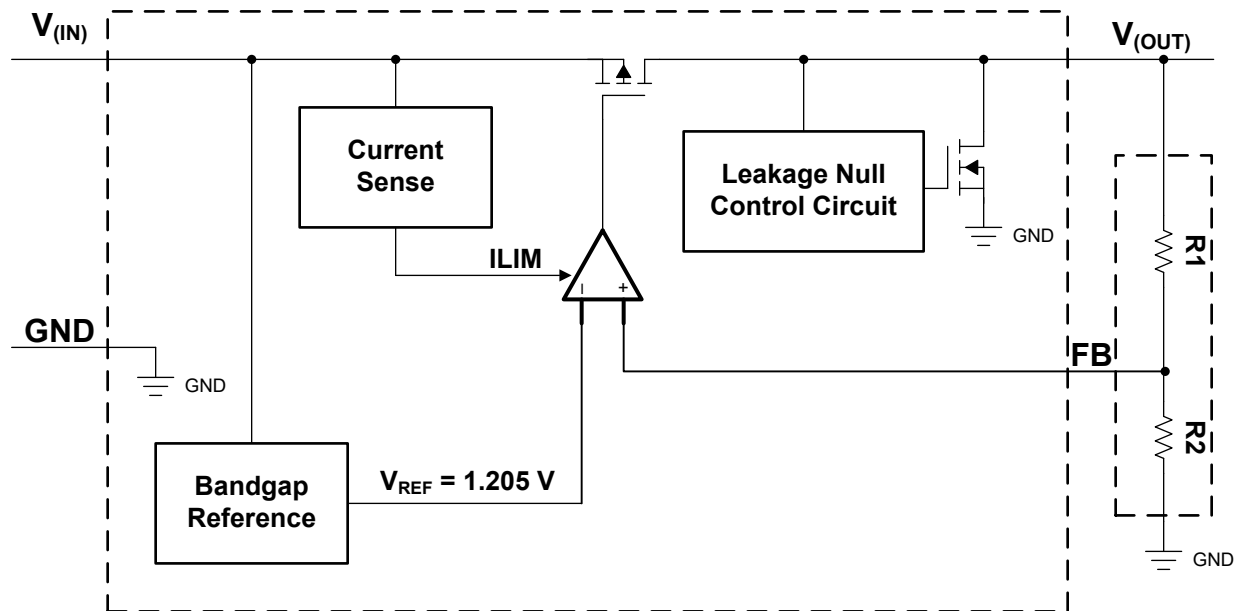 V(IN)
V(OUT)
Current
Sense
Leakage Null
Control Circuit
GND
R1
ILIM
- +
GND
GND
FB
R2
Bandgap
Reference
VREF = 1.205 V
GND